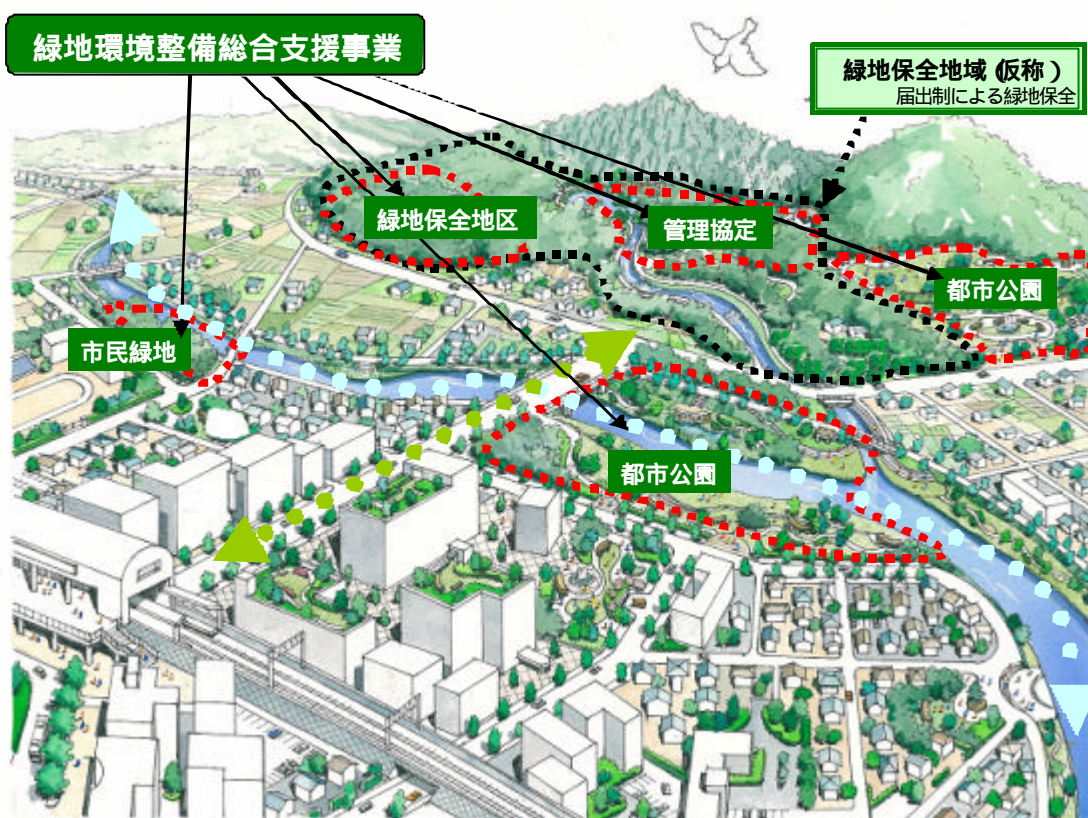 緑地環境整備総合支援事業
緑地保全地域(仮称)
届出制による緑地保全
緑地保全地区
管理協定
都市公園
市民緑地
都市公園